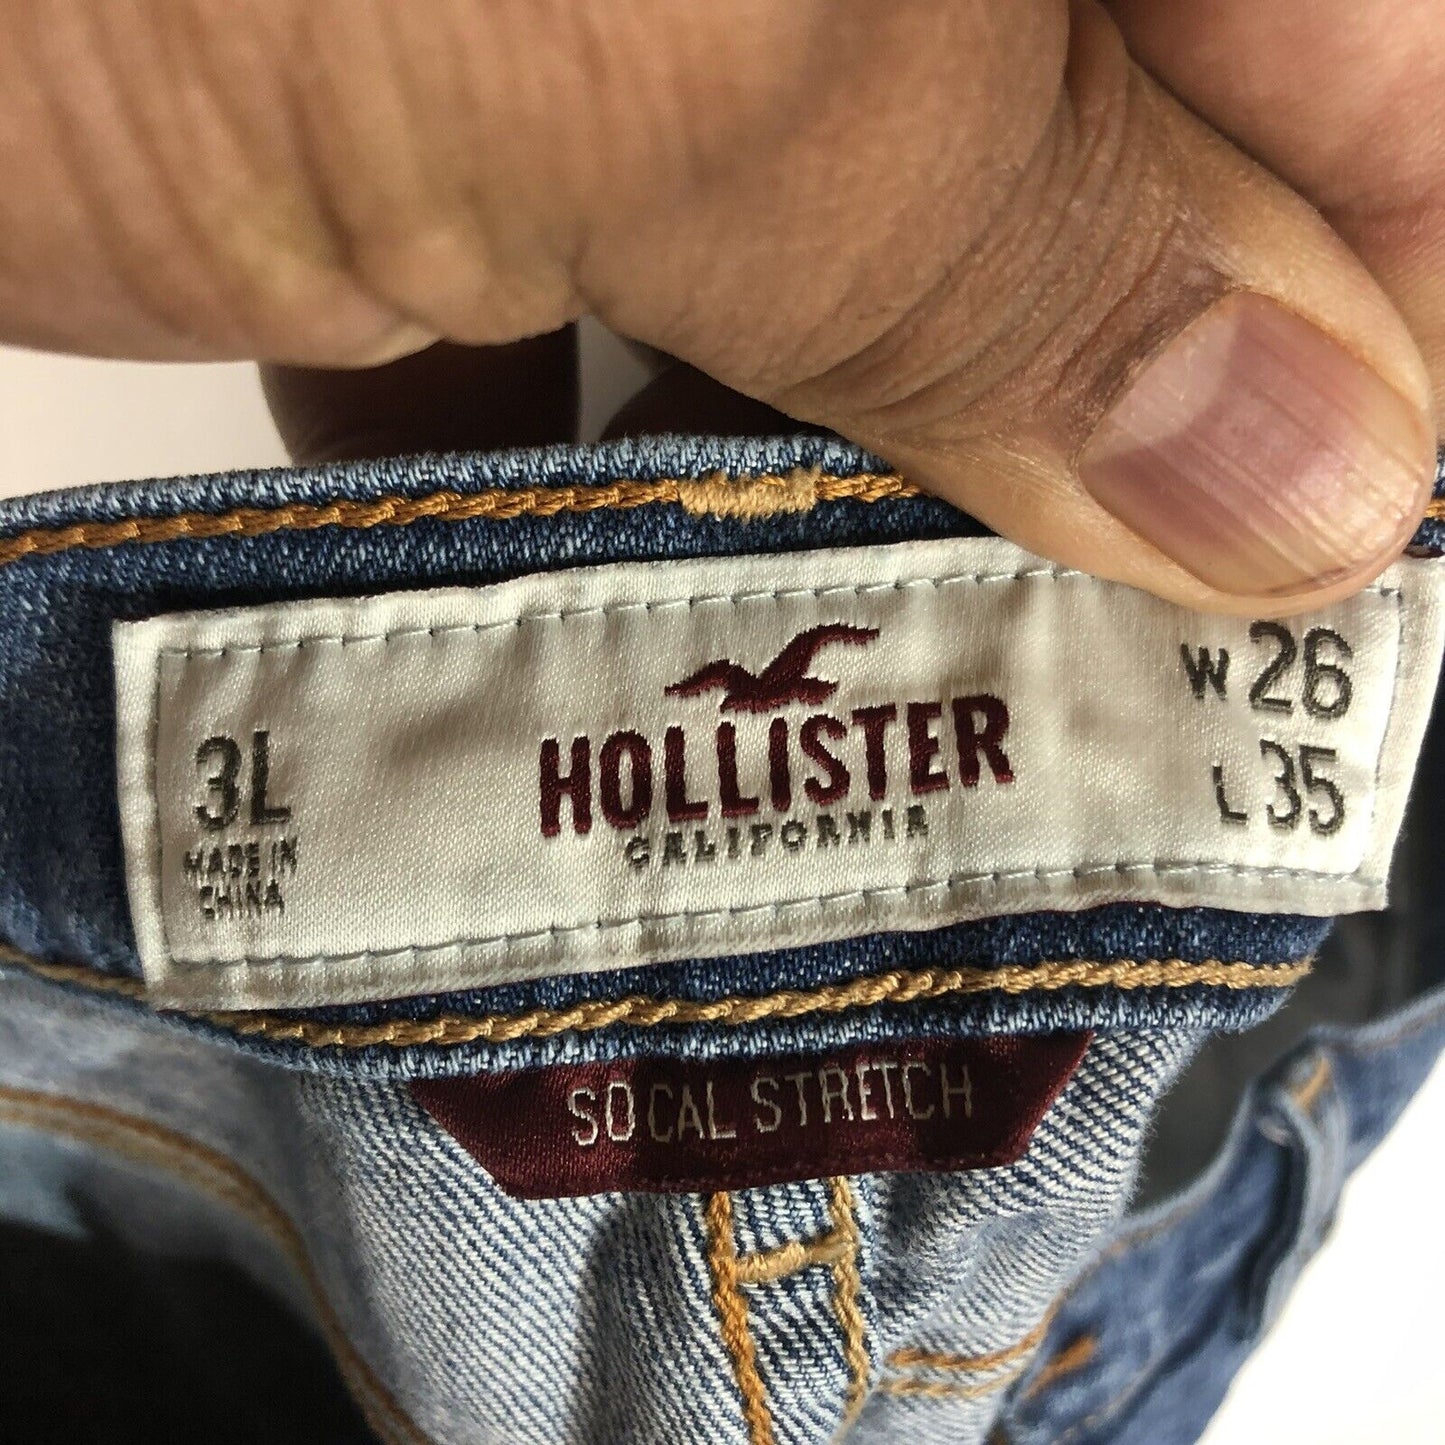 3L
MADE IN
CHINA
HOLLISTER
CALIFORNIA
W 26
L 35
SO CAL STRETCH